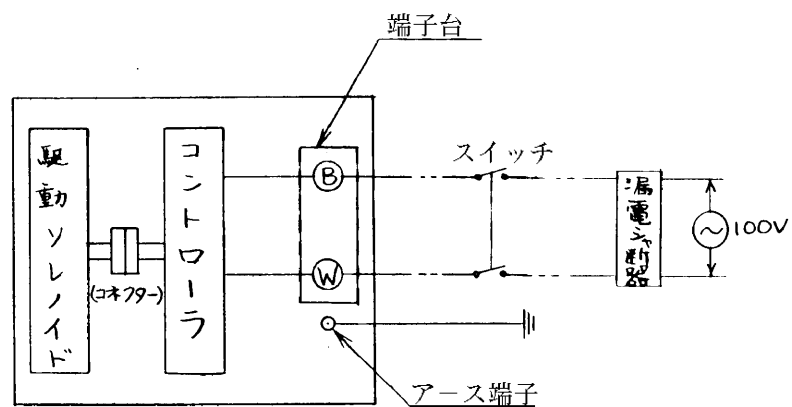 端子台
駆動ソレノイド
(コネクター)
コントローラ
B
W
スイッチ
漏電シャ断器
~
100V
アース端子